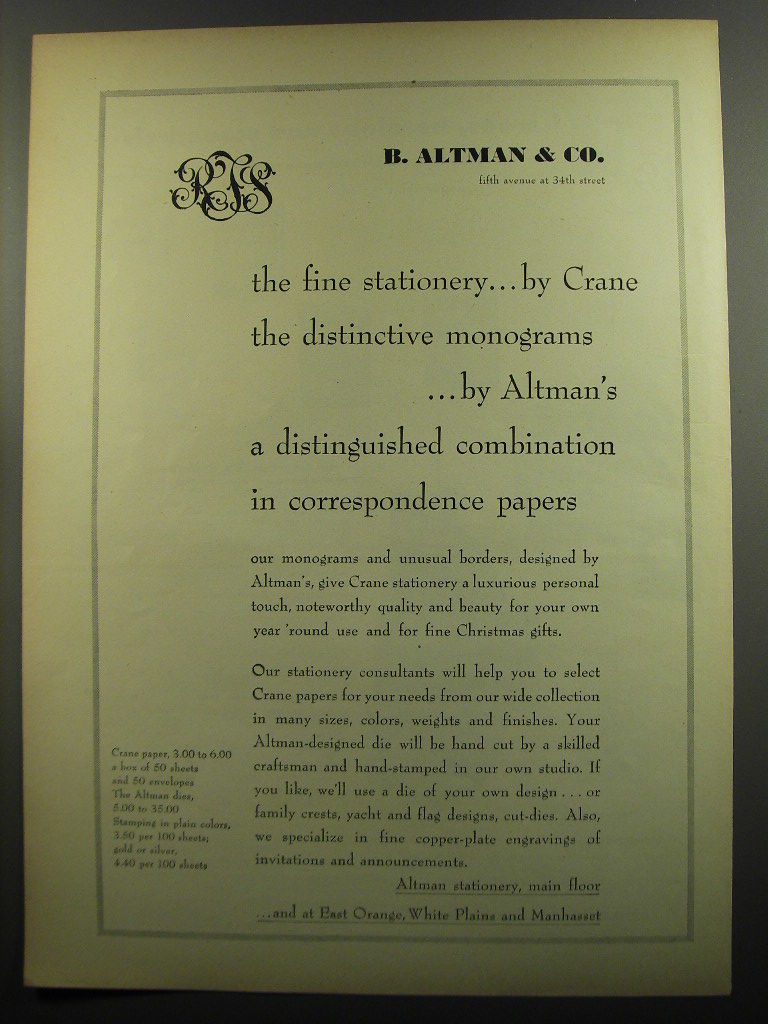 RJS
B. ALTMAN & CO.
fifth avenue at 34th street
the fine stationery...by Crane
the distinctive monograms
...by Altman's
a distinguished combination
in correspondence papers
our monograms and unusual borders, designed by
Altman's, give Crane stationery a luxurious personal
touch, noteworthy quality and beauty for your own
year 'round use and for fine Christmas gifts.
Our stationery consultants will help you to select
Crane papers for your needs from our wide collection
in many sizes, colors, weights and finishes. Your
Altman-designed die will be hand cut by a skilled
craftsman and hand-stamped in our own studio. If
you like, we'll use a die of your own design . . . or
family crests, yacht and flag designs, cut-dies. Also,
we specialize in fine copper-plate engravings of
invitations and announcements.
Altman stationery, main floor
...and at East Orange, White Plains and Manhasset
Crane paper, 3.00 to 6.00
a box of 50 sheets
and 50 envelopes
The Altman dies,
5.00 to 35.00
Stamping in plain colors,
3.50 per 100 sheets;
gold or silver,
4.40 per 100 sheets